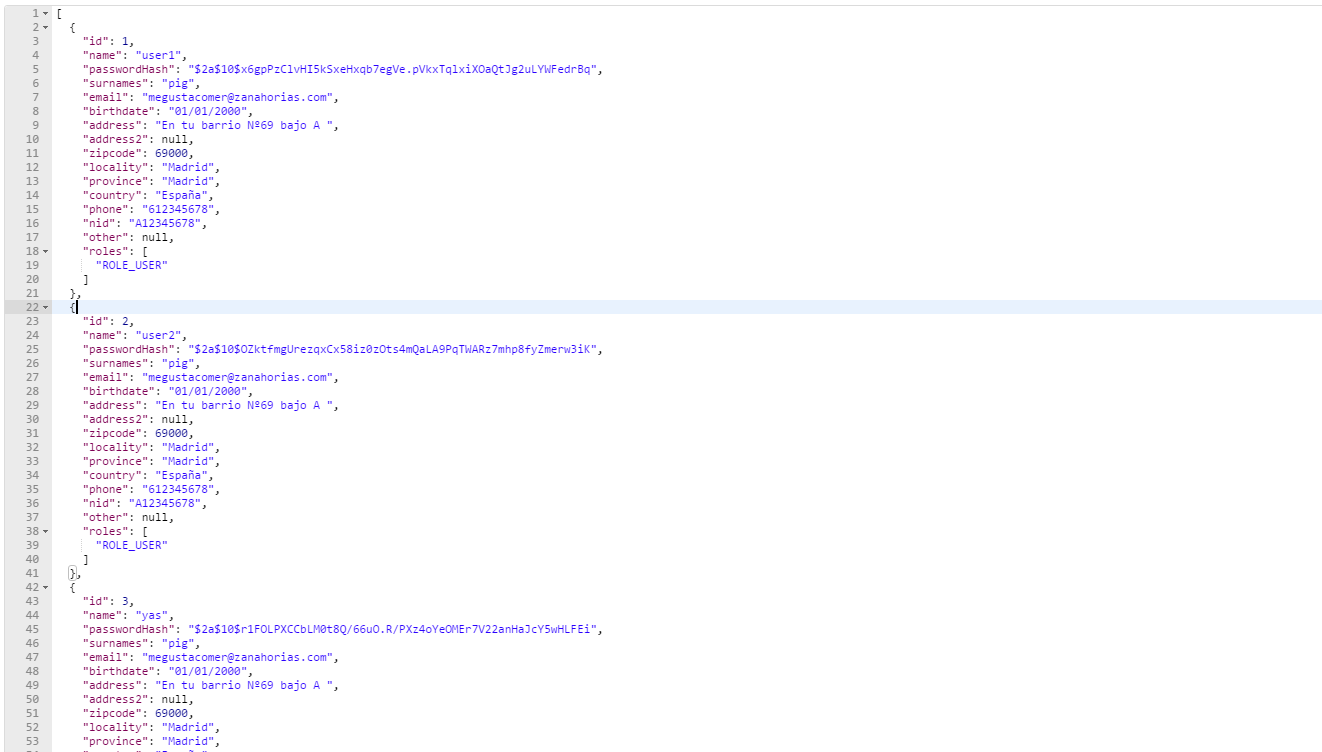 1 [
2 {
3 "id": 1,
4 "name": "user1",
5 "passwordHash": "$2a$10$x6gpPzClvHI5kSxeHxqb7egVe.pVkxTqlxiXOaQtJg2uLYWFedrBq",
6 "surnames": "pig",
7 "email": "megustacomer@zanahorias.com",
8 "birthdate": "01/01/2000",
9 "address": "En tu barrio Nº69 bajo A ",
10 "address2": null,
11 "zipcode": 69000,
12 "locality": "Madrid",
13 "province": "Madrid",
14 "country": "España",
15 "phone": "612345678",
16 "nid": "A12345678",
17 "other": null,
18 "roles": [
19 "ROLE_USER"
20 ]
21 },
22 {
23 "id": 2,
24 "name": "user2",
25 "passwordHash": "$2a$10$OZktfmgUrezqxCx58iz0zOts4mQaLA9PqTWARz7mhp8fyZmerw3iK",
26 "surnames": "pig",
27 "email": "megustacomer@zanahorias.com",
28 "birthdate": "01/01/2000",
29 "address": "En tu barrio Nº69 bajo A ",
30 "address2": null,
31 "zipcode": 69000,
32 "locality": "Madrid",
33 "province": "Madrid",
34 "country": "España",
35 "phone": "612345678",
36 "nid": "A12345678",
37 "other": null,
38 "roles": [
39 "ROLE_USER"
40 ]
41 },
42 {
43 "id": 3,
44 "name": "yas",
45 "passwordHash": "$2a$10$r1FOLPXCCbLM0t8Q/66uO.R/PXz4oYeOMEr7V22anHaJcY5wHLFEi",
46 "surnames": "pig",
47 "email": "megustacomer@zanahorias.com",
48 "birthdate": "01/01/2000",
49 "address": "En tu barrio Nº69 bajo A ",
50 "address2": null,
51 "zipcode": 69000,
52 "locality": "Madrid",
53 "province": "Madrid",